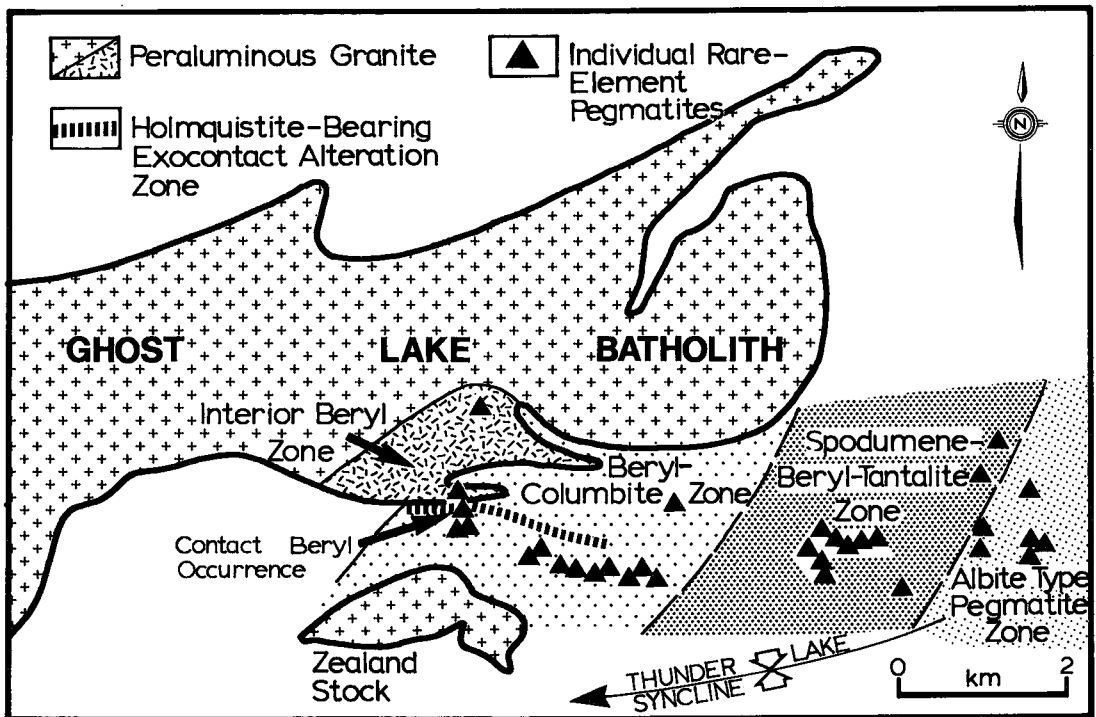 Peraluminous Granite
Individual Rare-
Element
Pegmatites
Holmquistite-Bearing
Exocontact Alteration
Zone
N
GHOST LAKE BATHOLITH
Interior Beryl
Zone
Beryl-
Columbite Zone
Spodumene-
Beryl-Tantalite
Zone
Contact Beryl
Occurrence
Albite Type
Pegmatite
Zone
Zealand
Stock
THUNDER LAKE
SYNCLINE
0 2
km